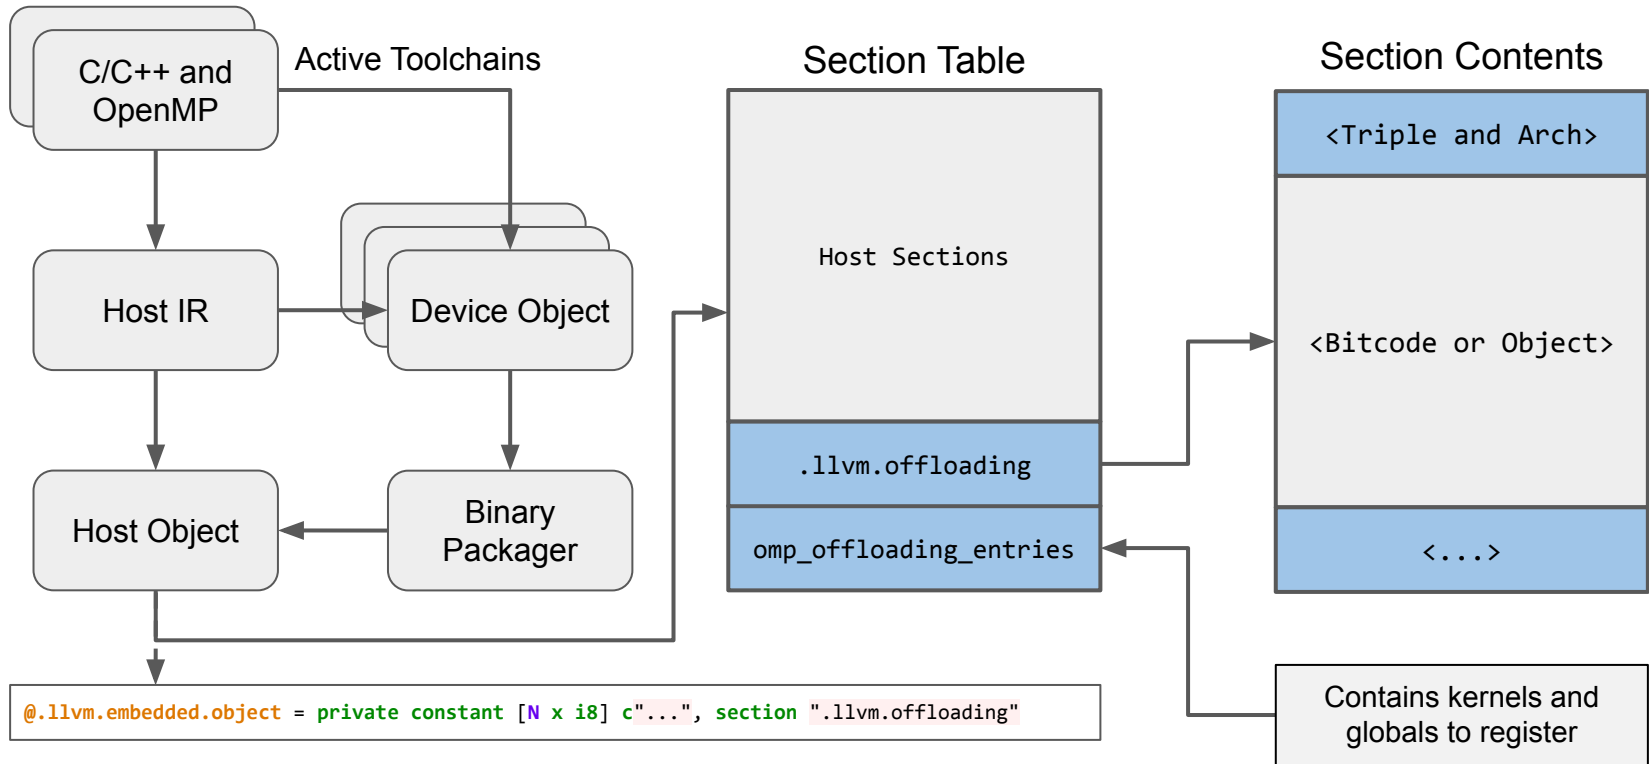 C/C++ and
OpenMP
Active Toolchains
Host IR
Device Object
Host Object
Binary
Packager
Section Table
Host Sections
.llvm.offloading
omp_offloading_entries
Section Contents
<Triple and Arch>
<Bitcode or Object>
<...>
@.llvm.embedded.object = private constant [N x i8] c"...", section ".llvm.offloading"
Contains kernels and
globals to register